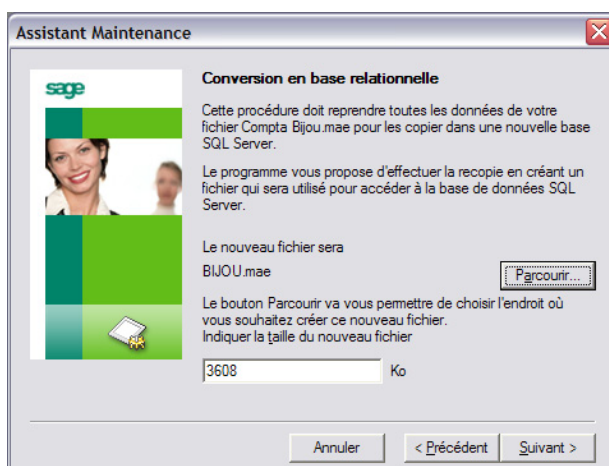 Assistant Maintenance
sage
Conversion en base relationnelle
Cette procédure doit reprendre toutes les données de votre
fichier Compta Bijou.mae pour les copier dans une nouvelle base
SQL Server.
Le programme vous propose d'effectuer la recopie en créant un
fichier qui sera utilisé pour accéder à la base de données SQL
Server.
Le nouveau fichier sera
BIJOU.mae
Parcourir...
Le bouton Parcourir va vous permettre de choisir l'endroit où
vous souhaitez créer ce nouveau fichier.
Indiquer la taille du nouveau fichier
3608 Ko
Annuler < Précédent Suivant >